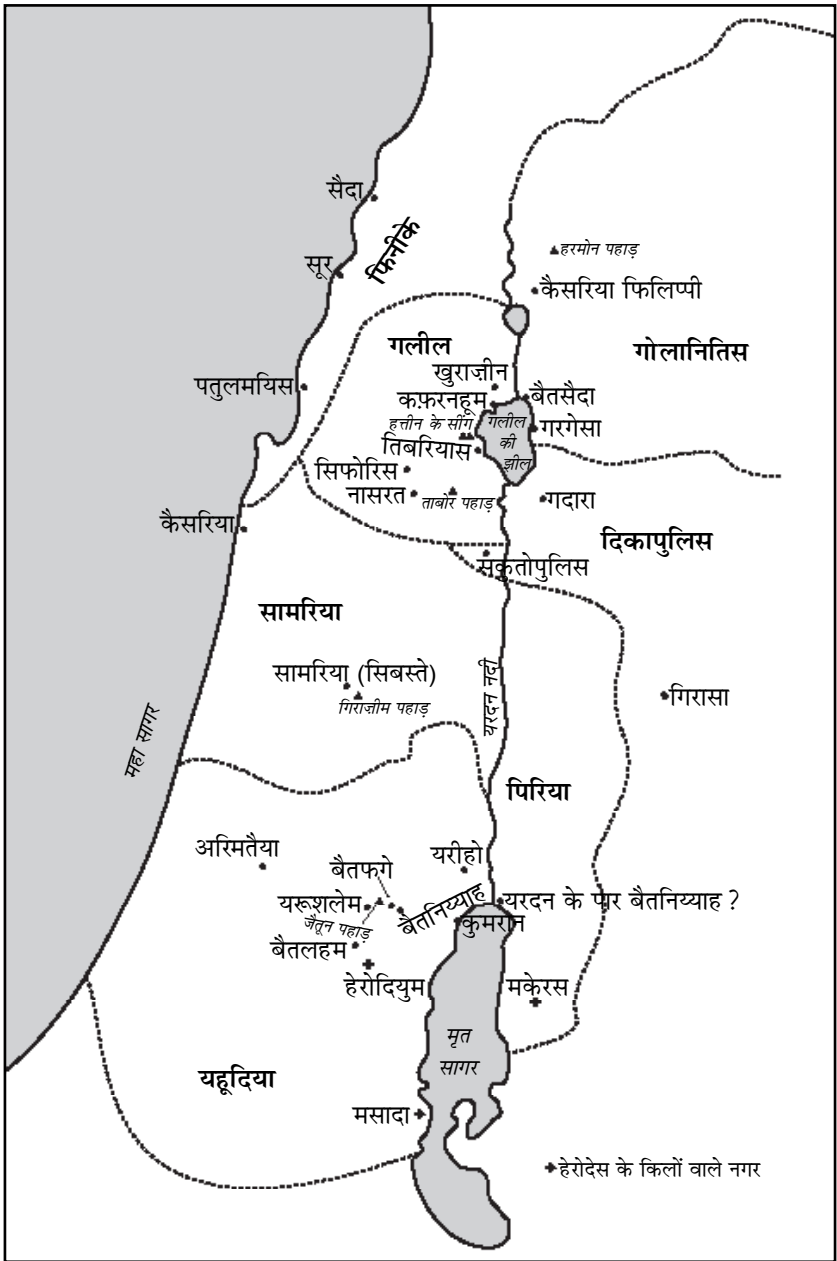 सैदा
फिनीके
सूर
हरमोन पहाड़
कैसरिया फिलिप्पी
गलील
गोलानितिस
खुराज़ीन
पतुलमयिस
कफ़रनहूम
बैतसैदा
हत्तीन के सींग
गलील
की
झील
गरगेसा
तिबरियास
सिफोरिस
नासरत
ताबोर पहाड़
गदारा
कैसरिया
दिकापुलिस
सकुतोपुलिस
सामरिया
सामरिया (सिबस्ते)
गिराज़ीम पहाड़
यरदन नदी
गिरासा
महा सागर
पिरिया
अरिमतैया
यरीहो
बैतफगे
यरूशलेम
बैतनिय्याह
यरदन के पार बैतनिय्याह ?
जैतून पहाड़
कुमरान
बैतलहम
हेरोदियुम
मकेरस
मृत
सागर
यहूदिया
मसादा
हेरोदेस के किलों वाले नगर